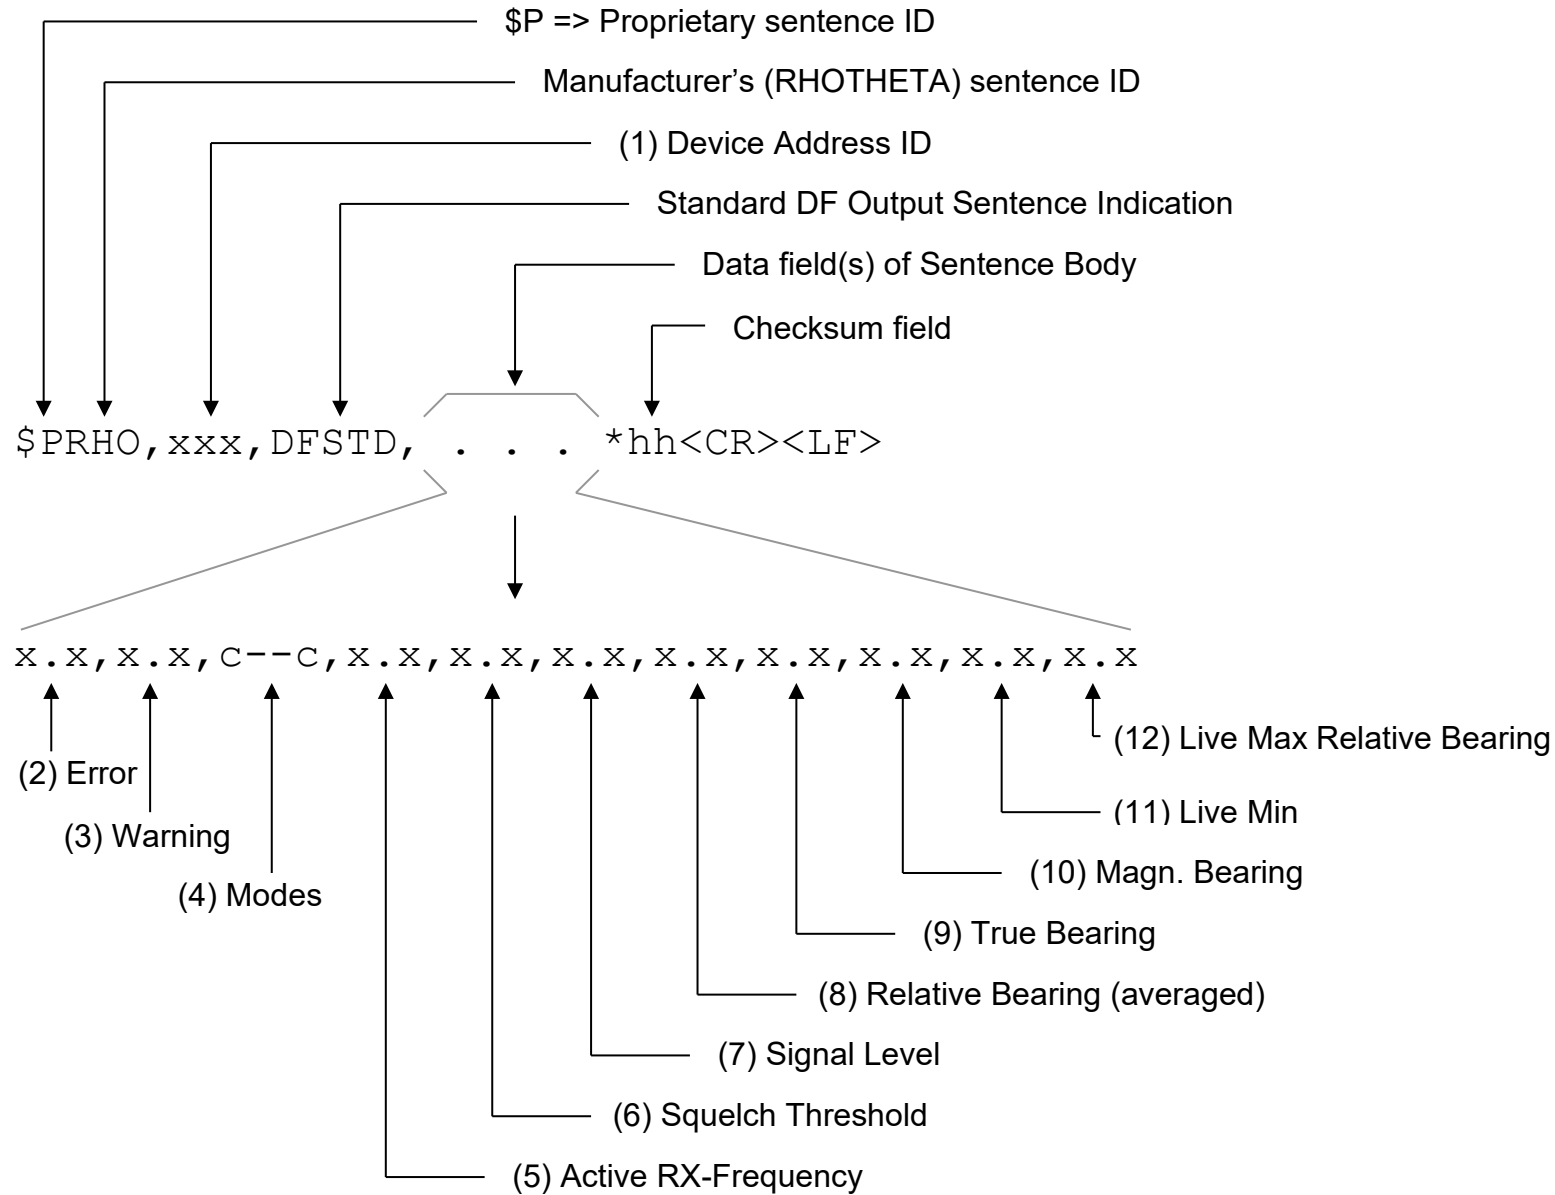 $P => Proprietary sentence ID
Manufacturer’s (RHOTHETA) sentence ID
(1) Device Address ID
Standard DF Output Sentence Indication
Data field(s) of Sentence Body
Checksum field
$PRHO,xxx,DFSTD, . . . *hh<CR><LF>
x.x,x.x,c--c,x.x,x.x,x.x,x.x,x.x,x.x,x.x,x.x
(12) Live Max Relative Bearing
(2) Error
(11) Live Min
(3) Warning
(10) Magn. Bearing
(4) Modes
(9) True Bearing
(8) Relative Bearing (averaged)
(7) Signal Level
(6) Squelch Threshold
(5) Active RX-Frequency